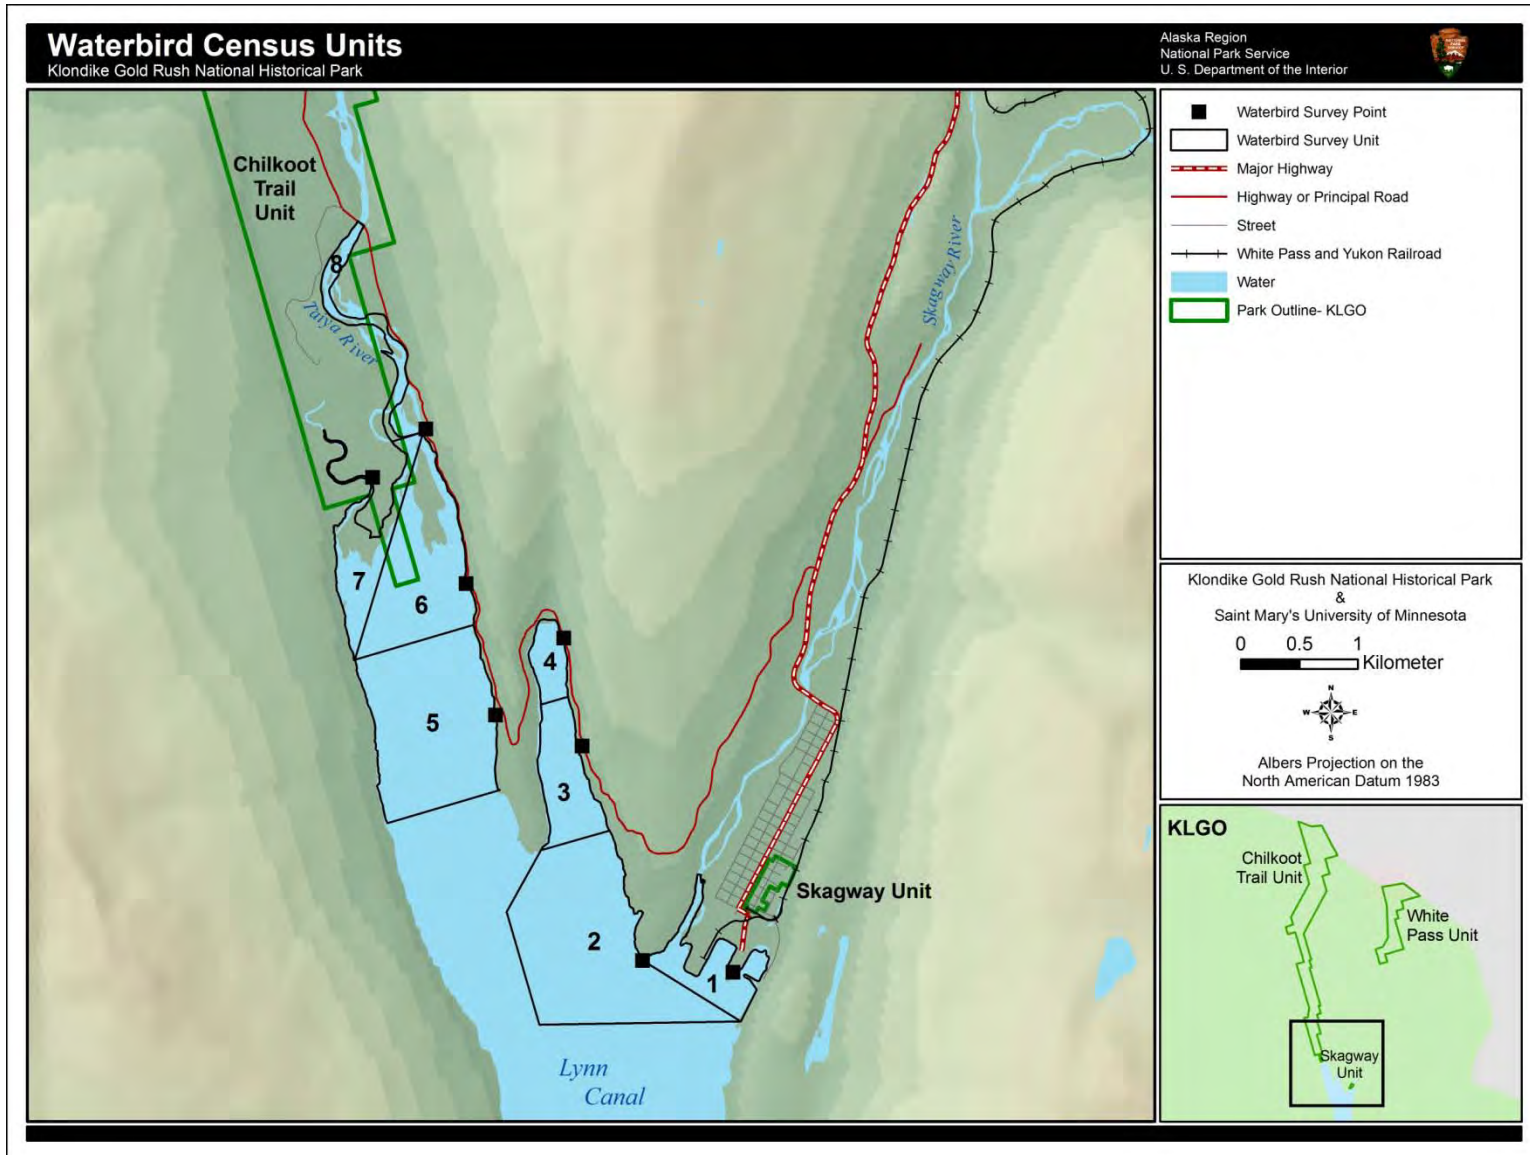 Waterbird Census Units
Klondike Gold Rush National Historical Park
Alaska Region
National Park Service
U. S. Department of the Interior
Chilkoot
Trail
Unit
8
Taiya River
7
6
5
4
3
2
1
Skagway River
Skagway Unit
Lynn
Canal
Waterbird Survey Point
Waterbird Survey Unit
Major Highway
Highway or Principal Road
Street
White Pass and Yukon Railroad
Water
Park Outline- KLGO
Klondike Gold Rush National Historical Park
&
Saint Mary's University of Minnesota
0 0.5 1
Kilometer
N
W E
S
Albers Projection on the
North American Datum 1983
KLGO
Chilkoot
Trail Unit
White
Pass Unit
Skagway
Unit